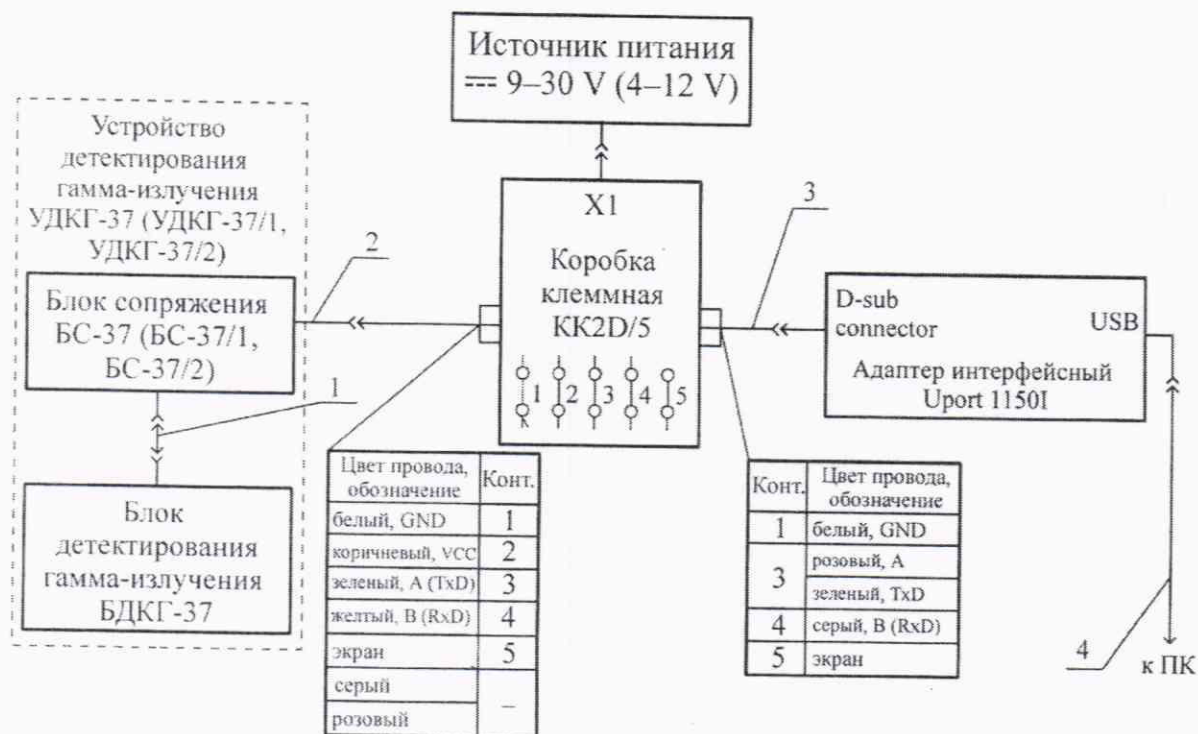 Источник питания
⎓ 9–30 V (4–12 V)
Устройство
детектирования
гамма-излучения
УДКГ-37 (УДКГ-37/1,
УДКГ-37/2)
2
Блок сопряжения
БС-37 (БС-37/1,
БС-37/2)
1
Блок
детектирования
гамма-излучения
БДКГ-37
X1
Коробка
клеммная
КК2D/5
1 2 3 4 5
3
D-sub
connector
USB
Адаптер интерфейсный
Uport 1150I
Цвет провода,
обозначение
Конт.
белый, GND 1
коричневый, VCC 2
зеленый, A (TxD) 3
желтый, B (RxD) 4
экран 5
серый
–
розовый
Конт.
Цвет провода,
обозначение
1 белый, GND
3
розовый, A
зеленый, TxD
4 серый, B (RxD)
5 экран
4
к ПК